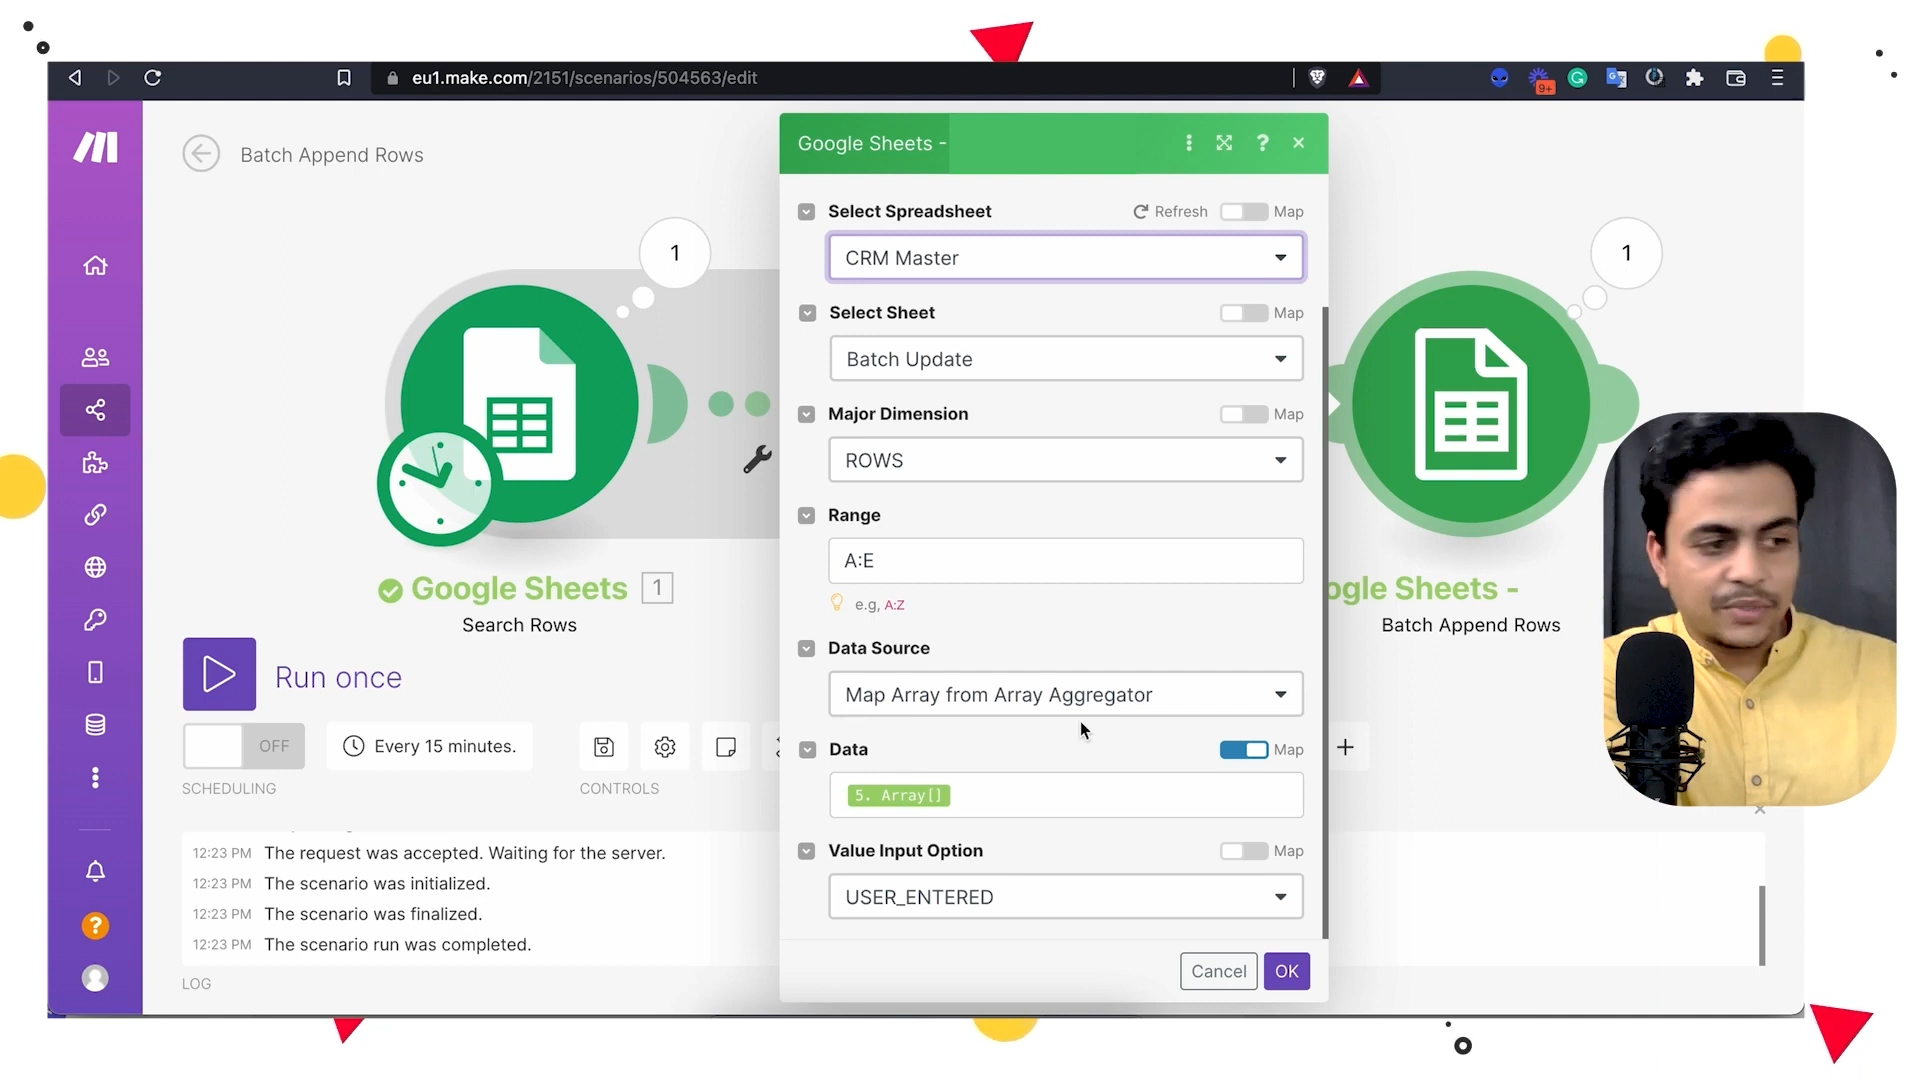 eu1.make.com/2151/scenarios/504563/edit
9+
Batch Append Rows
Google Sheets -
Select Spreadsheet
Refresh
Map
CRM Master
Select Sheet
Map
Batch Update
Major Dimension
Map
ROWS
Range
A:E
e.g, A:Z
Data Source
Map Array from Array Aggregator
Data
Map
5. Array[]
Value Input Option
Map
USER_ENTERED
Cancel
OK
1
Google Sheets 1
Search Rows
1
ogle Sheets -
Batch Append Rows
Run once
OFF
Every 15 minutes.
SCHEDULING
CONTROLS
12:23 PM The request was accepted. Waiting for the server.
12:23 PM The scenario was initialized.
12:23 PM The scenario was finalized.
12:23 PM The scenario run was completed.
LOG